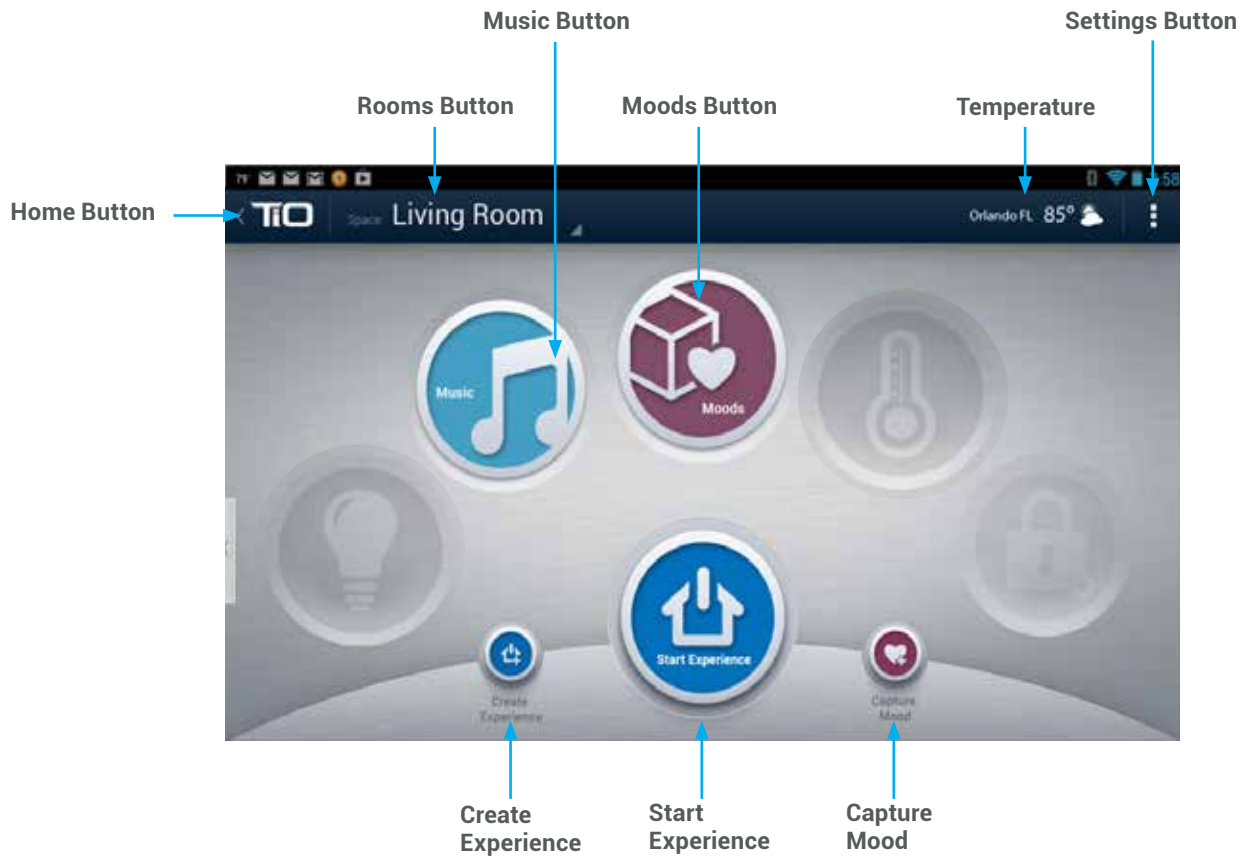 Music Button
Settings Button
Rooms Button
Moods Button
Temperature
Home Button
TiO
Space
Living Room
Orlando FL 85°
:58
Music
Moods
Start Experience
Create
Experience
Capture
Mood
Create
Experience
Start
Experience
Capture
Mood